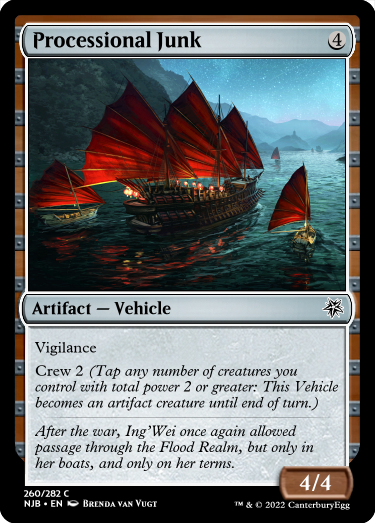 Processional Junk 4
Artifact — Vehicle
Vigilance
Crew 2 (Tap any number of creatures you
control with total power 2 or greater: This Vehicle
becomes an artifact creature until end of turn.)
After the war, Ing'Wei once again allowed
passage through the Flood Realm, but only in
her boats, and only on her terms.
4/4
260/282 C
NJB • EN Brenda van Vugt
™ & © 2022 CanterburyEgg